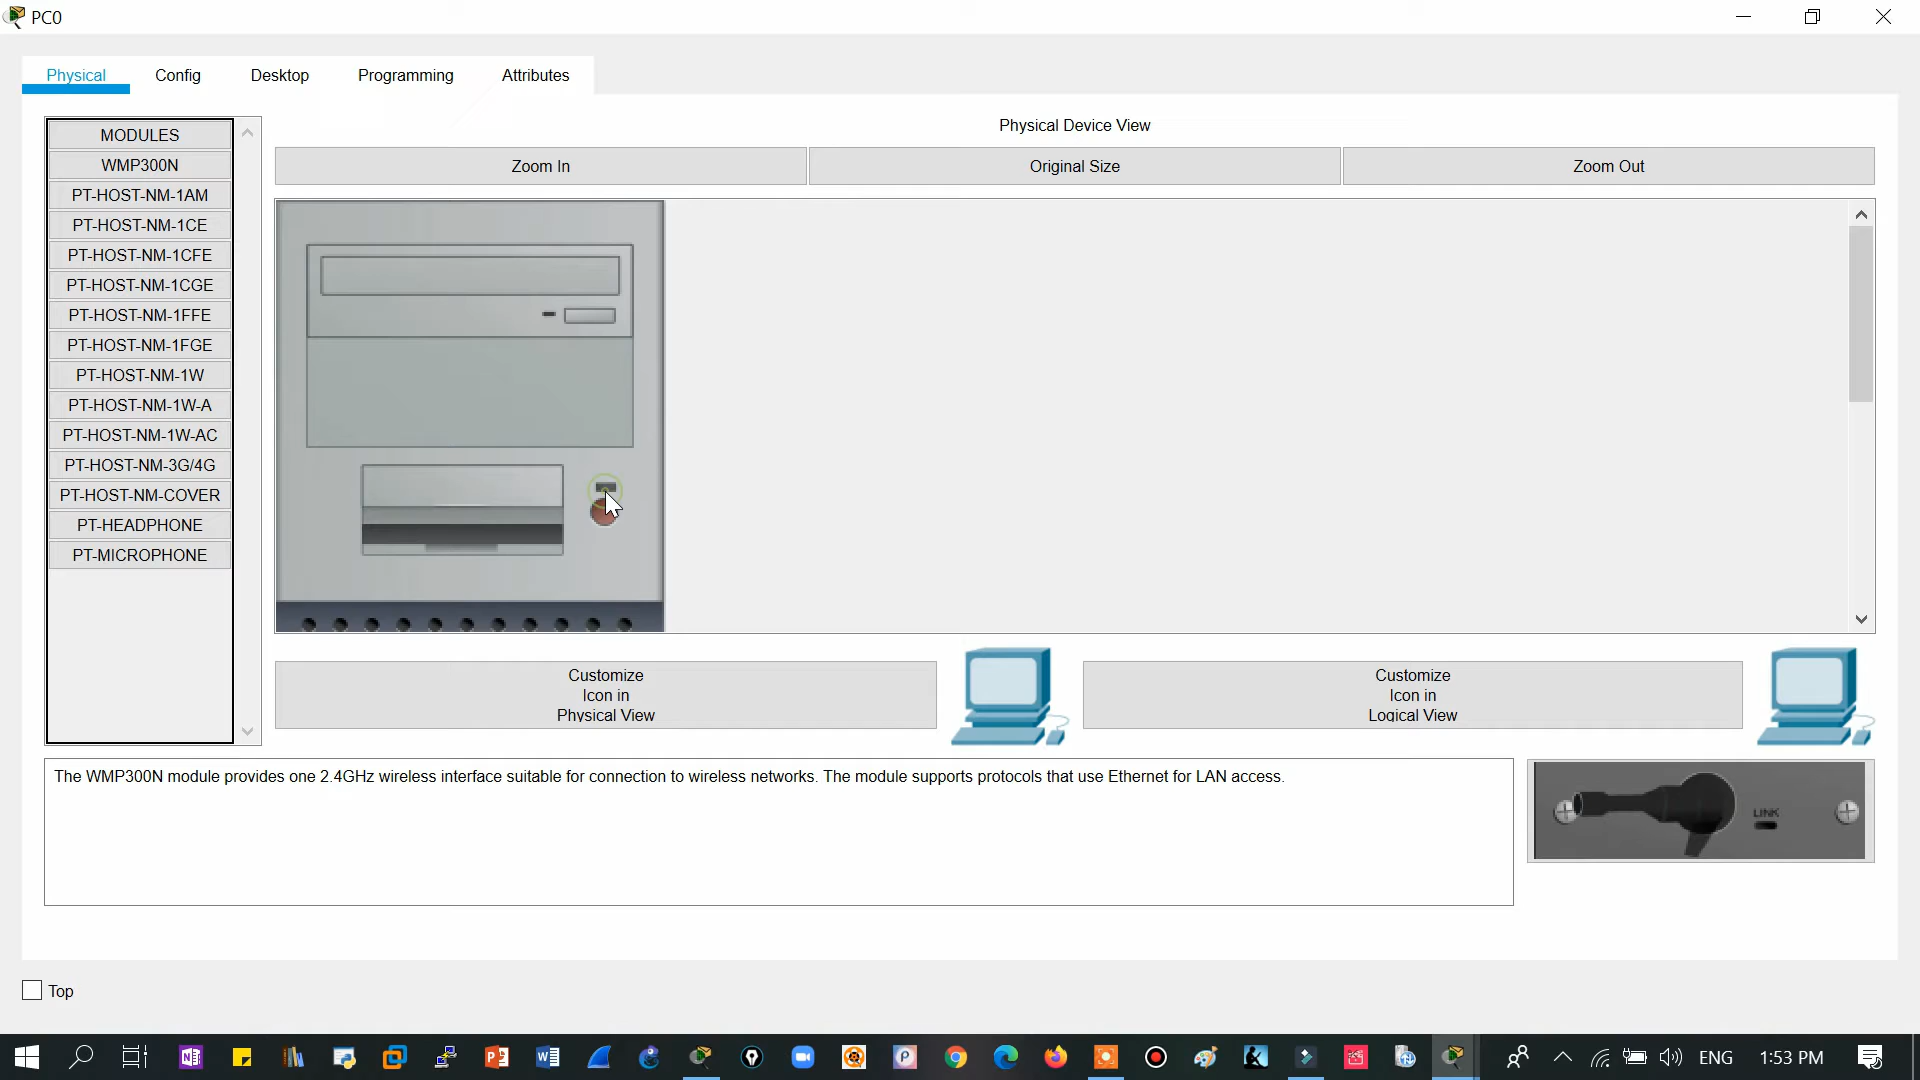 PC0
Physical
Config
Desktop
Programming
Attributes
MODULES
WMP300N
PT-HOST-NM-1AM
PT-HOST-NM-1CE
PT-HOST-NM-1CFE
PT-HOST-NM-1CGE
PT-HOST-NM-1FFE
PT-HOST-NM-1FGE
PT-HOST-NM-1W
PT-HOST-NM-1W-A
PT-HOST-NM-1W-AC
PT-HOST-NM-3G/4G
PT-HOST-NM-COVER
PT-HEADPHONE
PT-MICROPHONE
Physical Device View
Zoom In
Original Size
Zoom Out
Customize
Icon in
Physical View
Customize
Icon in
Logical View
The WMP300N module provides one 2.4GHz wireless interface suitable for connection to wireless networks. The module supports protocols that use Ethernet for LAN access.
LINK
Top
ENG
1:53 PM